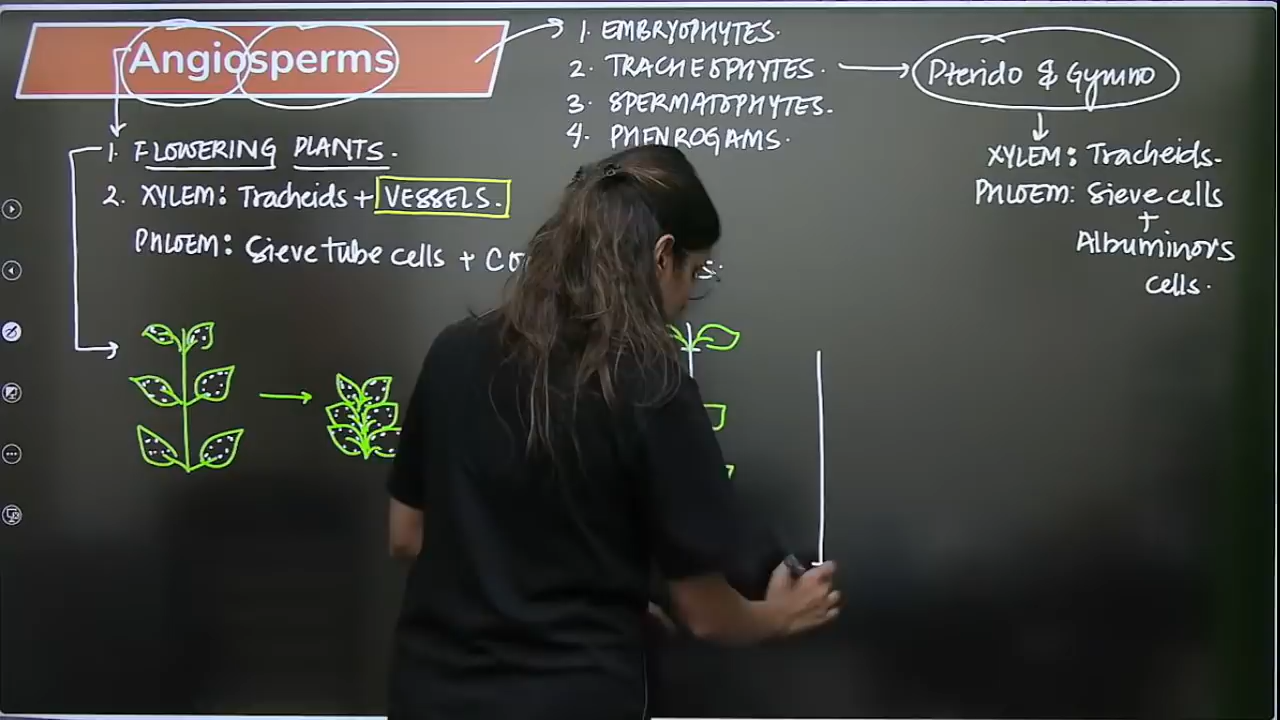 Angiosperms
1. EMBRYOPHYTES.
2. TRACHEOPHYTES.
3. SPERMATOPHYTES.
4. PHENROGAMS.
Pterido & Gymno
XYLEM: Tracheids.
PHLOEM: Sieve cells
+
Albuminors
cells.
1. FLOWERING PLANTS.
2. XYLEM: Tracheids + VESSELS.
PHLOEM: Sieve tube cells +